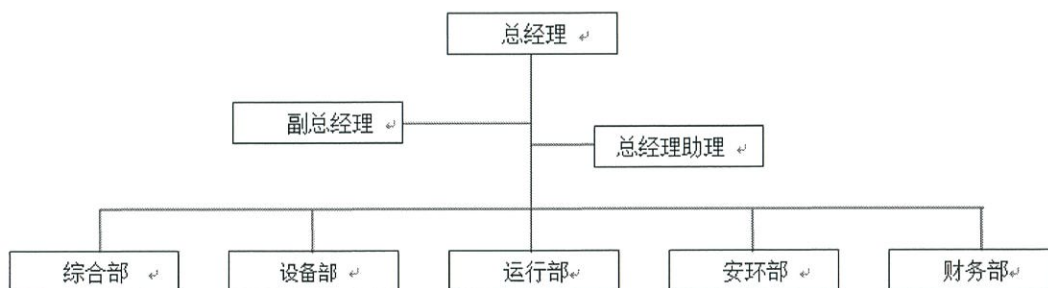 总经理
副总经理
总经理助理
综合部
设备部
运行部
安环部
财务部